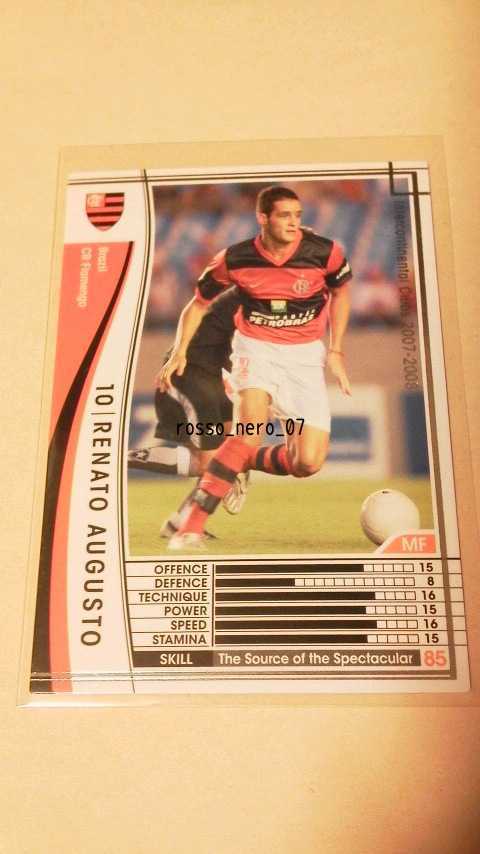 Brazil
CR Flamengo
10 | RENATO AUGUSTO
Intercontinental Clubs 2007-2008
PETROBRAS
rosso_nero_07
MF
OFFENCE 15
DEFENCE 8
TECHNIQUE 16
POWER 15
SPEED 16
STAMINA 15
SKILL The Source of the Spectacular 85